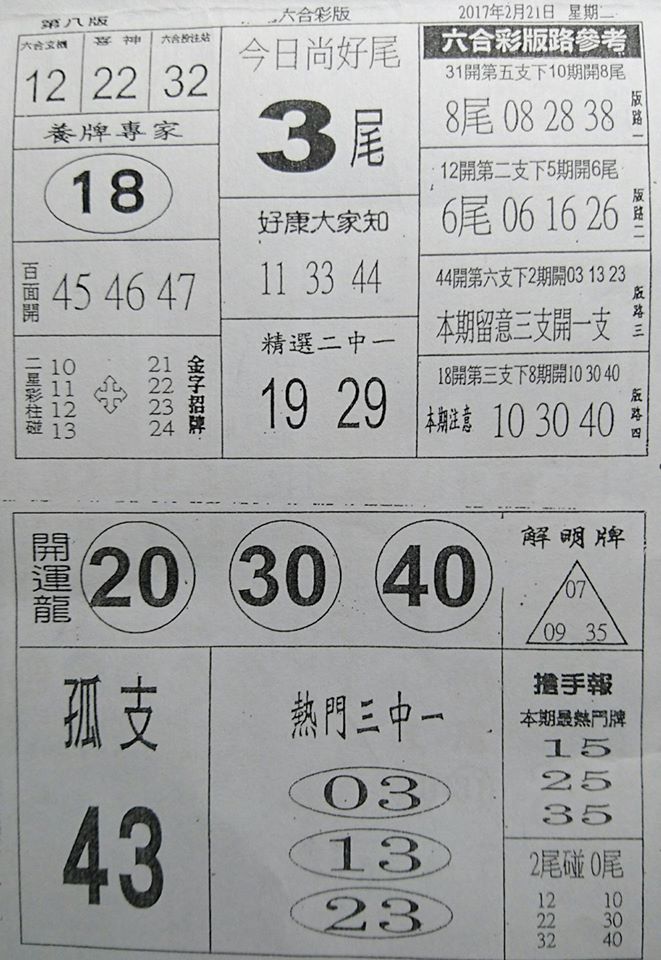 第八版
六合彩版
2017年2月21日 星期二
六合玄機
12
喜神
22
六合投注站
32
養牌專家
18
百面開
45 46 47
二星彩柱碰
10
11
12
13
21
22
23
24
金字招牌
今日尚好尾
3尾
好康大家知
11 33 44
精選二中一
19 29
六合彩版路參考
31開第五支下10期開8尾
8尾 08 28 38
版路一
12開第二支下5期開6尾
6尾 06 16 26
版路二
44開第六支下2期開03 13 23
本期留意三支開一支
版路三
18開第三支下8期開10 30 40
本期注意 10 30 40
版路四
開運龍
20 30 40
解明牌
07
09 35
孤支
43
熱門三中一
03
13
23
搶手報
本期最熱門牌
15
25
35
2尾碰0尾
12 10
22 30
32 40